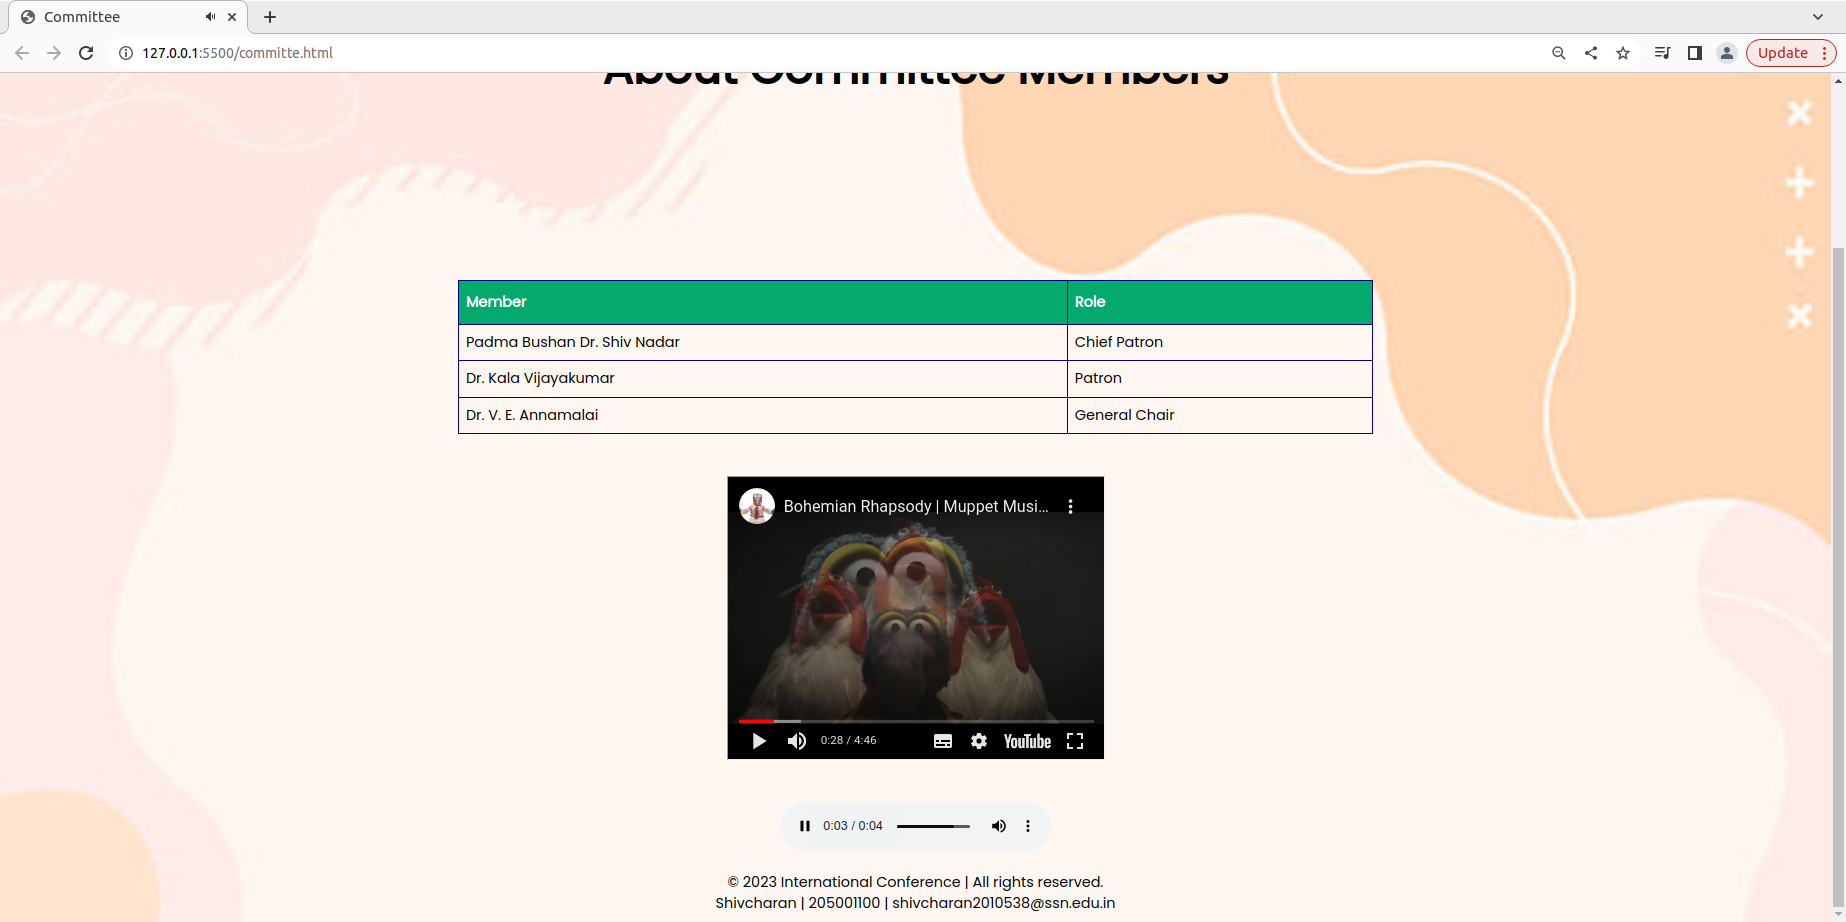 Committee
127.0.0.1:5500/committe.html
Update
About Committee Members
Member Role
Padma Bushan Dr. Shiv Nadar Chief Patron
Dr. Kala Vijayakumar Patron
Dr. V. E. Annamalai General Chair
Bohemian Rhapsody | Muppet Musi...
0:28 / 4:46 YouTube
0:03 / 0:04
© 2023 International Conference | All rights reserved.
Shivcharan | 205001100 | shivcharan2010538@ssn.edu.in